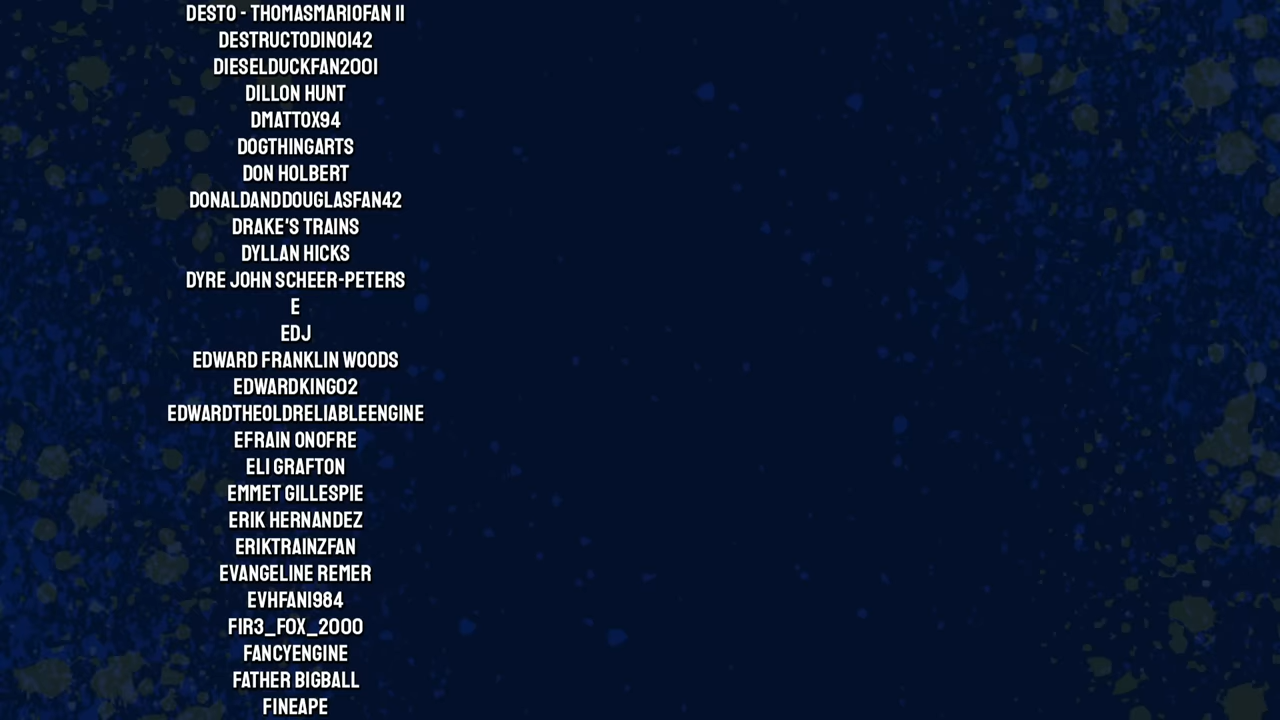 DESTO - THOMASMARIOFAN II
DESTRUCTODINO142
DIESELDUCKFAN2001
DILLON HUNT
DMATTOX94
DOGTHINGARTS
DON HOLBERT
DONALDANDDOUGLASFAN42
DRAKE'S TRAINS
DYLLAN HICKS
DYRE JOHN SCHEER-PETERS
E
EDJ
EDWARD FRANKLIN WOODS
EDWARDKING02
EDWARDTHEOLDRELIABLEENGINE
EFRAIN ONOFRE
ELI GRAFTON
EMMET GILLESPIE
ERIK HERNANDEZ
ERIKTRAINZFAN
EVANGELINE REMER
EVHFAN1984
FIR3_FOX_2000
FANCYENGINE
FATHER BIGBALL
FINEAPE